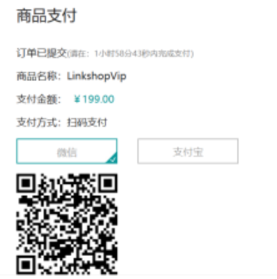 商品支付
订单已提交(请在：1小时58分43秒内完成支付)
商品名称：LinkshopVip
支付金额：￥199.00
支付方式：扫码支付
微信 支付宝